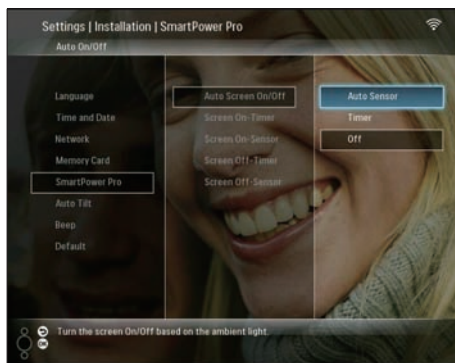 Settings | Installation | SmartPower Pro
Auto On/Off
Language
Time and Date
Network
Memory Card
SmartPower Pro
Auto Tilt
Beep
Default
Auto Screen On/Off
Screen On-Timer
Screen On-Sensor
Screen Off-Timer
Screen Off-Sensor
Auto Sensor
Timer
Off
OK
Turn the screen On/Off based on the ambient light.